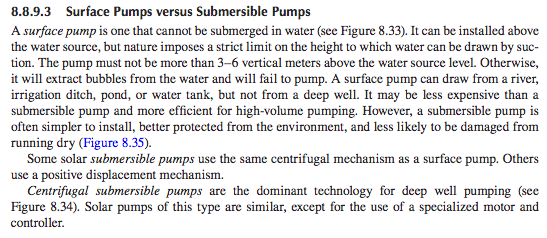 8.8.9.3 Surface Pumps versus Submersible Pumps
A surface pump is one that cannot be submerged in water (see Figure 8.33). It can be installed above
the water source, but nature imposes a strict limit on the height to which water can be drawn by suc-
tion. The pump must not be more than 3–6 vertical meters above the water source level. Otherwise,
it will extract bubbles from the water and will fail to pump. A surface pump can draw from a river,
irrigation ditch, pond, or water tank, but not from a deep well. It may be less expensive than a
submersible pump and more efficient for high-volume pumping. However, a submersible pump is
often simpler to install, better protected from the environment, and less likely to be damaged from
running dry (Figure 8.35).
Some solar submersible pumps use the same centrifugal mechanism as a surface pump. Others
use a positive displacement mechanism.
Centrifugal submersible pumps are the dominant technology for deep well pumping (see
Figure 8.34). Solar pumps of this type are similar, except for the use of a specialized motor and
controller.